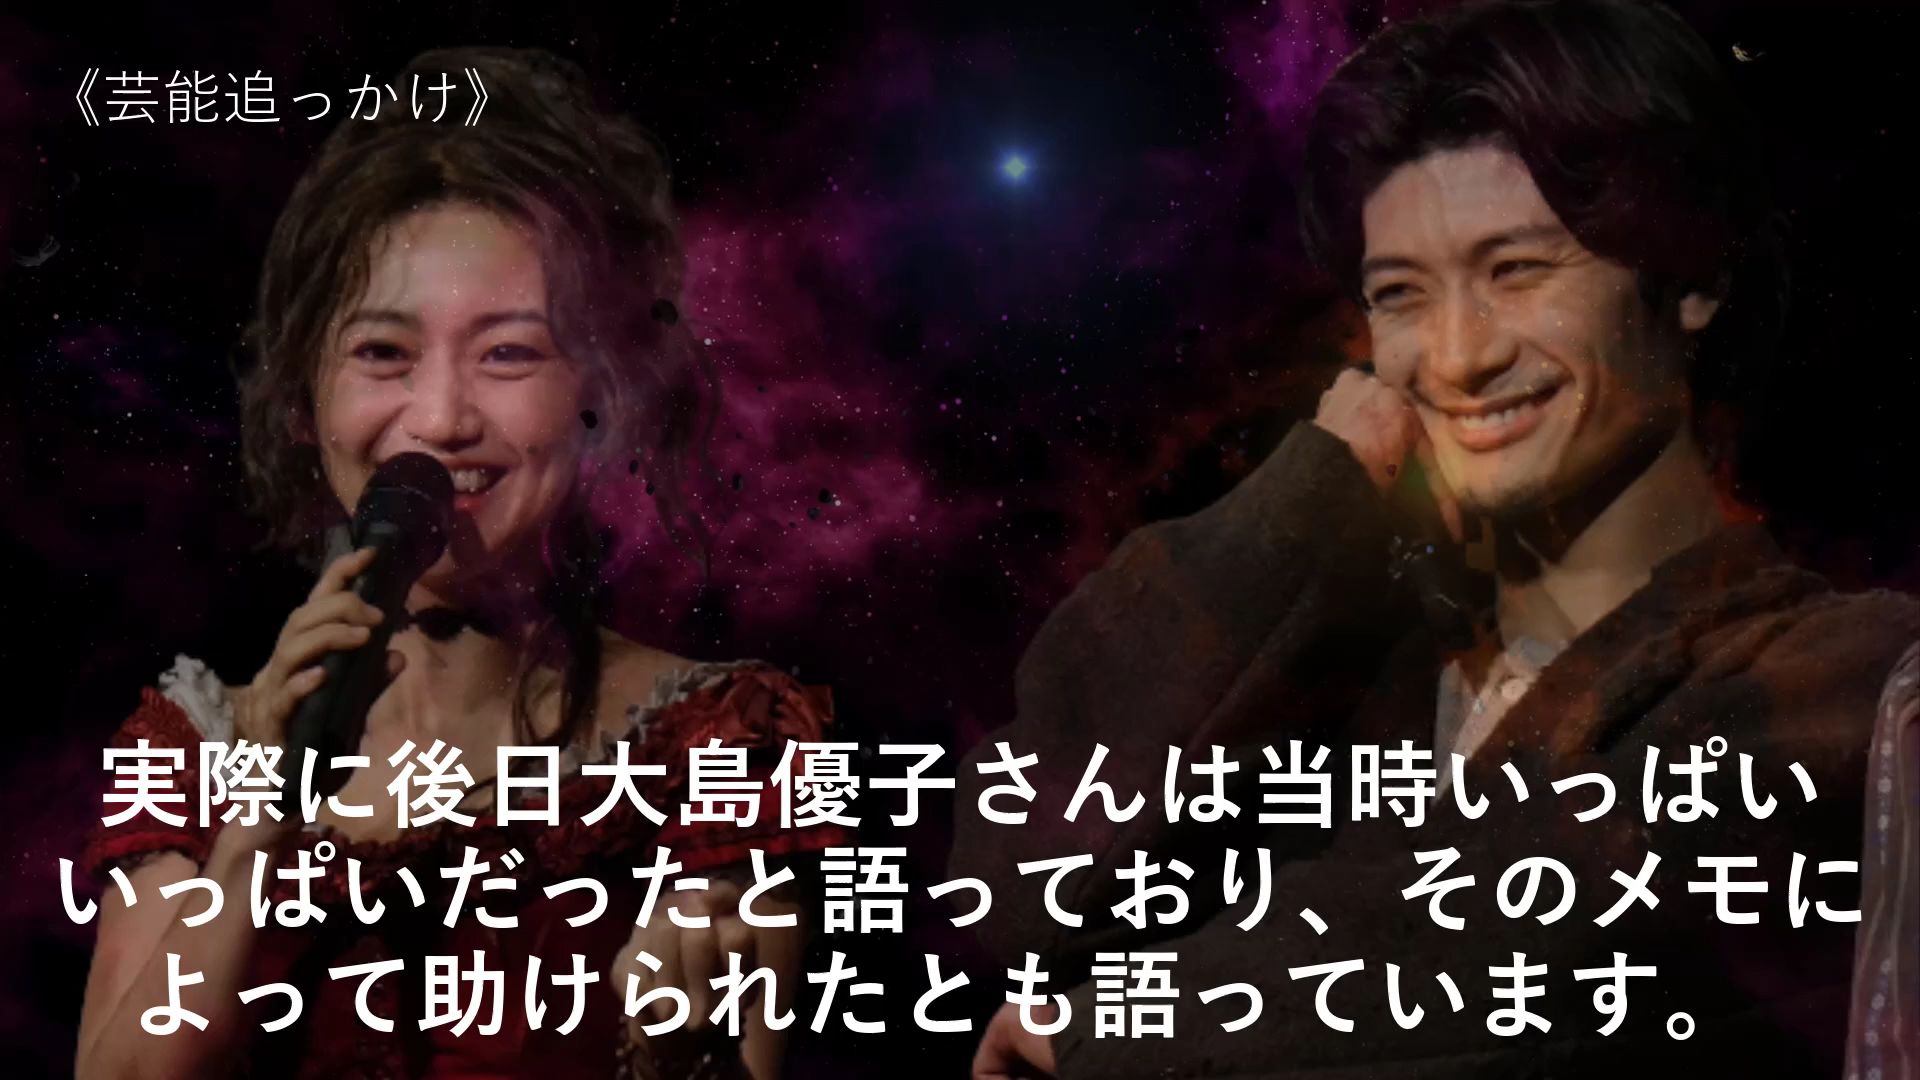 《芸能追っかけ》
実際に後日大島優子さんは当時いっぱい
いっぱいだったと語っており、そのメモに
よって助けられたとも語っています。